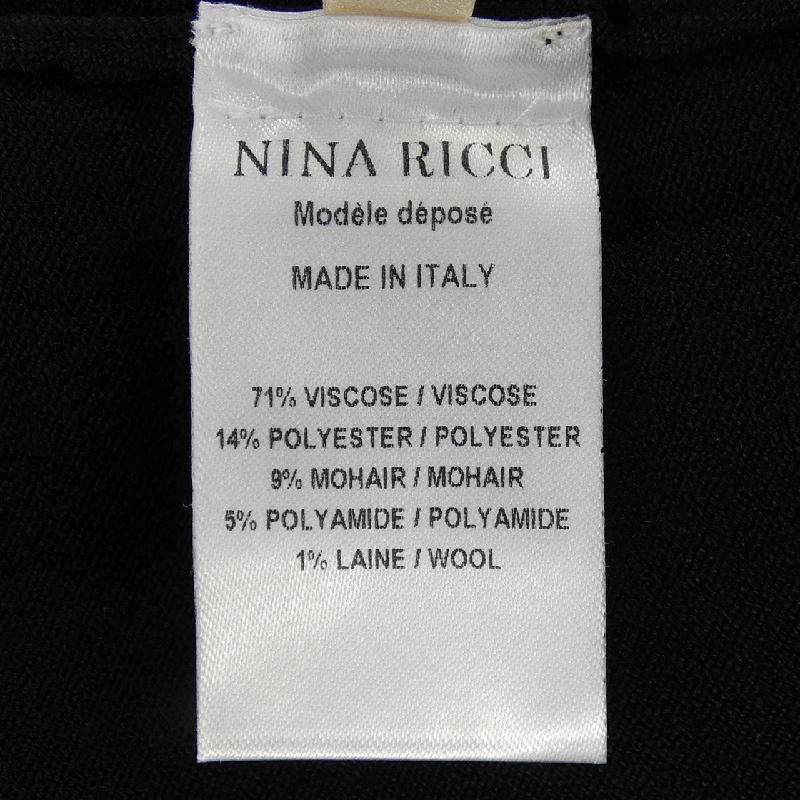 NINA RICCI
Modèle déposé
MADE IN ITALY
71% VISCOSE / VISCOSE
14% POLYESTER / POLYESTER
9% MOHAIR / MOHAIR
5% POLYAMIDE / POLYAMIDE
1% LAINE / WOOL